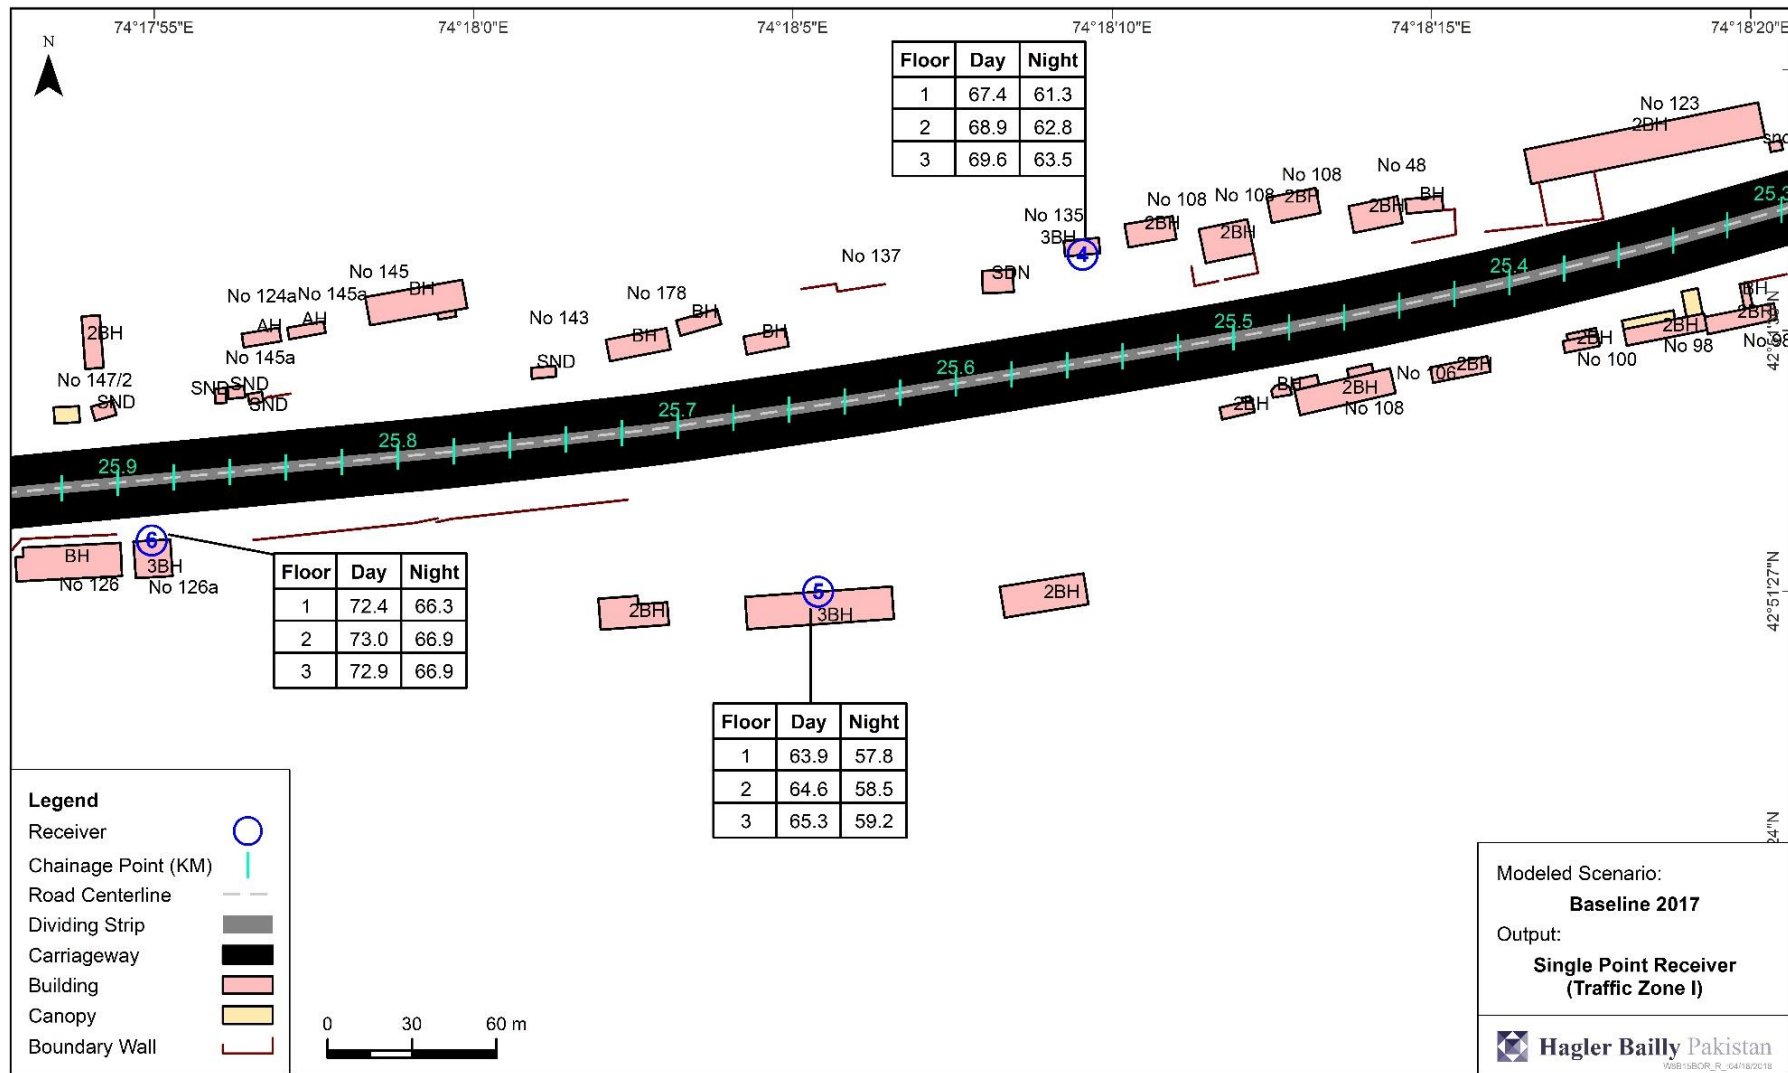 74°17'55"E 74°18'0"E 74°18'5"E 74°18'10"E 74°18'15"E 74°18'20"E
N
Floor Day Night
1 67.4 61.3
2 68.9 62.8
3 69.6 63.5
No 123
2BH
No 48
No 108
2BH
2BH
BH
No 108
No 108
2BH
2BH
No 135
3BH
4
SDN
No 137
25.3
25.4
25.5
25.6
25.7
25.8
25.9
No 145
BH
No 124a
No 145a
AH
AH
No 145a
2BH
No 147/2
SND
SND
SND
SND
No 143
SND
No 178
BH
BH
BH
BH
2BH
No 98
2BH
No 98
2BH
No 100
2BH
No 106
BH
2BH
No 108
2BH
42°51'27"N
6
BH
No 126
3BH
No 126a
Floor Day Night
1 72.4 66.3
2 73.0 66.9
3 72.9 66.9
2BH
5
3BH
2BH
Floor Day Night
1 63.9 57.8
2 64.6 58.5
3 65.3 59.2
24"N
Legend
Receiver
Chainage Point (KM)
Road Centerline
Dividing Strip
Carriageway
Building
Canopy
Boundary Wall
0 30 60 m
Modeled Scenario:
Baseline 2017
Output:
Single Point Receiver
(Traffic Zone I)
Hagler Bailly Pakistan